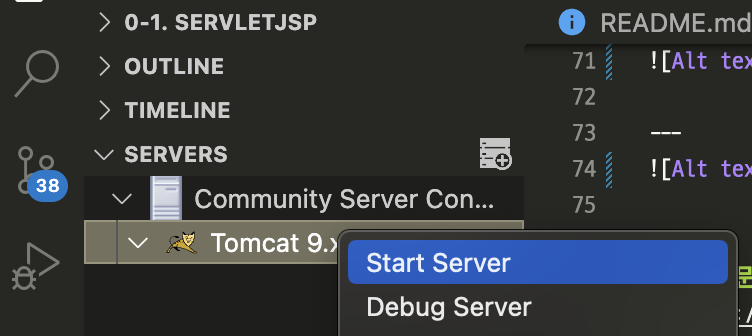 0-1. SERVLETJSP
OUTLINE
TIMELINE
SERVERS
Community Server Con...
Tomcat 9.x
Start Server
Debug Server
38
README.md
71 ![Alt tex
72
73 ---
74 ![Alt tex
75